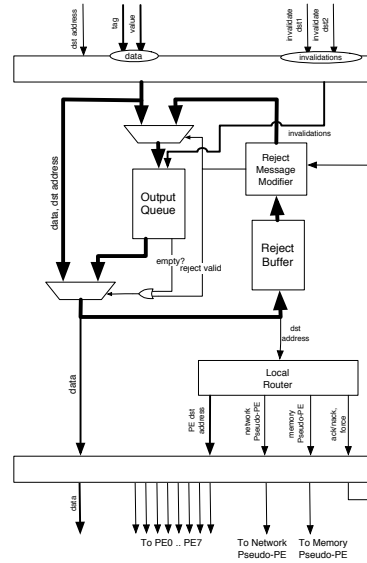 dst address
tag
value
invalidate
dst1
invalidate
dst2
data
invalidations
invalidations
data, dst address
Reject
Message
Modifier
Output
Queue
Reject
Buffer
empty?
reject valid
dst
address
Local
Router
data
PE dst
address
network
Pseudo-PE
memory
Pseudo-PE
ack/nack,
force
data
To PE0 .. PE7
To Network
Pseudo-PE
To Memory
Pseudo-PE